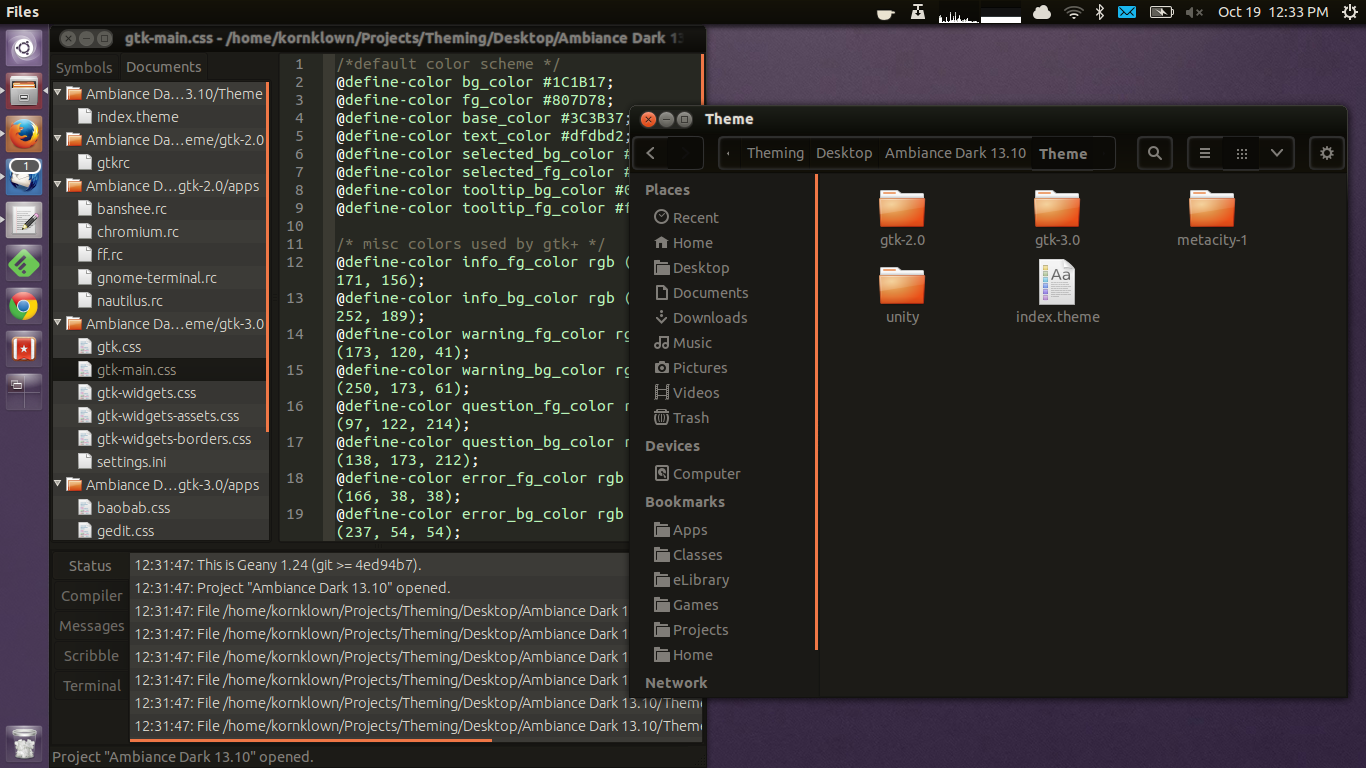 Files
Oct 19 12:33 PM
1
gtk-main.css - /home/kornklown/Projects/Theming/Desktop/Ambiance Dark 13
Symbols
Documents
Ambiance Da...3.10/Theme
index.theme
Ambiance Da...eme/gtk-2.0
gtkrc
Ambiance Da...gtk-2.0/apps
banshee.rc
chromium.rc
ff.rc
gnome-terminal.rc
nautilus.rc
Ambiance Da...eme/gtk-3.0
gtk.css
gtk-main.css
gtk-widgets.css
gtk-widgets-assets.css
gtk-widgets-borders.css
settings.ini
Ambiance D...gtk-3.0/apps
baobab.css
gedit.css
1 /*default color scheme */
2 @define-color bg_color #1C1B17;
3 @define-color fg_color #807D78;
4 @define-color base_color #3C3B37;
5 @define-color text_color #dfdbd2;
6 @define-color selected_bg_color #
7 @define-color selected_fg_color #
8 @define-color tooltip_bg_color #
9 @define-color tooltip_fg_color #f
10
11 /* misc colors used by gtk+ */
12 @define-color info_fg_color rgb (
171, 156);
13 @define-color info_bg_color rgb (
252, 189);
14 @define-color warning_fg_color rg
(173, 120, 41);
15 @define-color warning_bg_color rg
(250, 173, 61);
16 @define-color question_fg_color r
(97, 122, 214);
17 @define-color question_bg_color r
(138, 173, 212);
18 @define-color error_fg_color rgb
(166, 38, 38);
19 @define-color error_bg_color rgb
(237, 54, 54);
Status
Compiler
Messages
Scribble
Terminal
12:31:47: This is Geany 1.24 (git >= 4ed94b7).
12:31:47: Project "Ambiance Dark 13.10" opened.
12:31:47: File /home/kornklown/Projects/Theming/Desktop/Ambiance Dark 1
12:31:47: File /home/kornklown/Projects/Theming/Desktop/Ambiance Dark 1
12:31:47: File /home/kornklown/Projects/Theming/Desktop/Ambiance Dark 1
12:31:47: File /home/kornklown/Projects/Theming/Desktop/Ambiance Dark 1
12:31:47: File /home/kornklown/Projects/Theming/Desktop/Ambiance Dark 13.10/Them
12:31:47: File /home/kornklown/Projects/Theming/Desktop/Ambiance Dark 13.10/Them
Project "Ambiance Dark 13.10" opened.
Theme
Theming Desktop Ambiance Dark 13.10 Theme
Places
Recent
Home
Desktop
Documents
Downloads
Music
Pictures
Videos
Trash
Devices
Computer
Bookmarks
Apps
Classes
eLibrary
Games
Projects
Home
Network
gtk-2.0
gtk-3.0
metacity-1
unity
Aa
index.theme